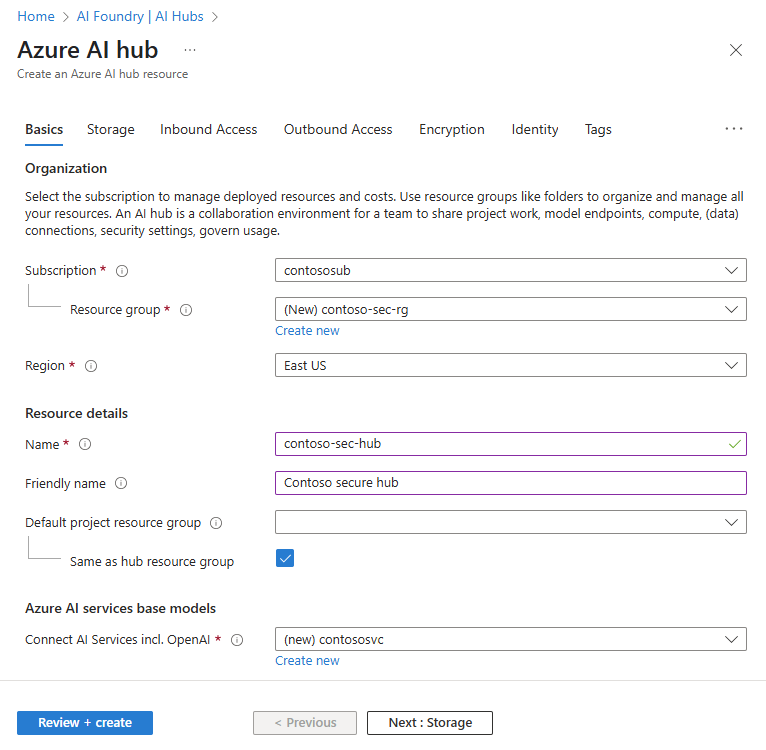 Home > AI Foundry | AI Hubs >
Azure AI hub ...
Create an Azure AI hub resource
Basics Storage Inbound Access Outbound Access Encryption Identity Tags ...
Organization
Select the subscription to manage deployed resources and costs. Use resource groups like folders to organize and manage all
your resources. An AI hub is a collaboration environment for a team to share project work, model endpoints, compute, (data)
connections, security settings, govern usage.
Subscription * contososub
Resource group * (New) contoso-sec-rg
Create new
Region * East US
Resource details
Name * contoso-sec-hub
Friendly name Contoso secure hub
Default project resource group
Same as hub resource group
Azure AI services base models
Connect AI Services incl. OpenAI * (new) contososvc
Create new
Review + create < Previous Next : Storage